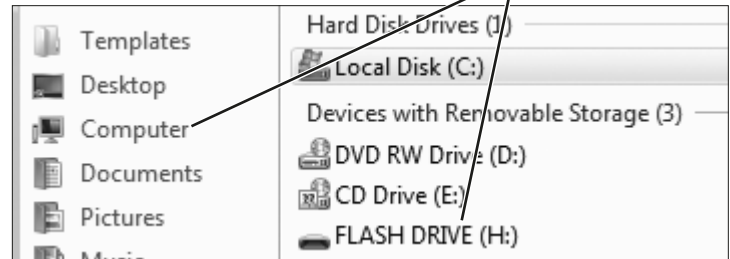 Templates
Desktop
Computer
Documents
Pictures
Music
Hard Disk Drives (1)
Local Disk (C:)
Devices with Removable Storage (3)
DVD RW Drive (D:)
CD Drive (E:)
FLASH DRIVE (H:)